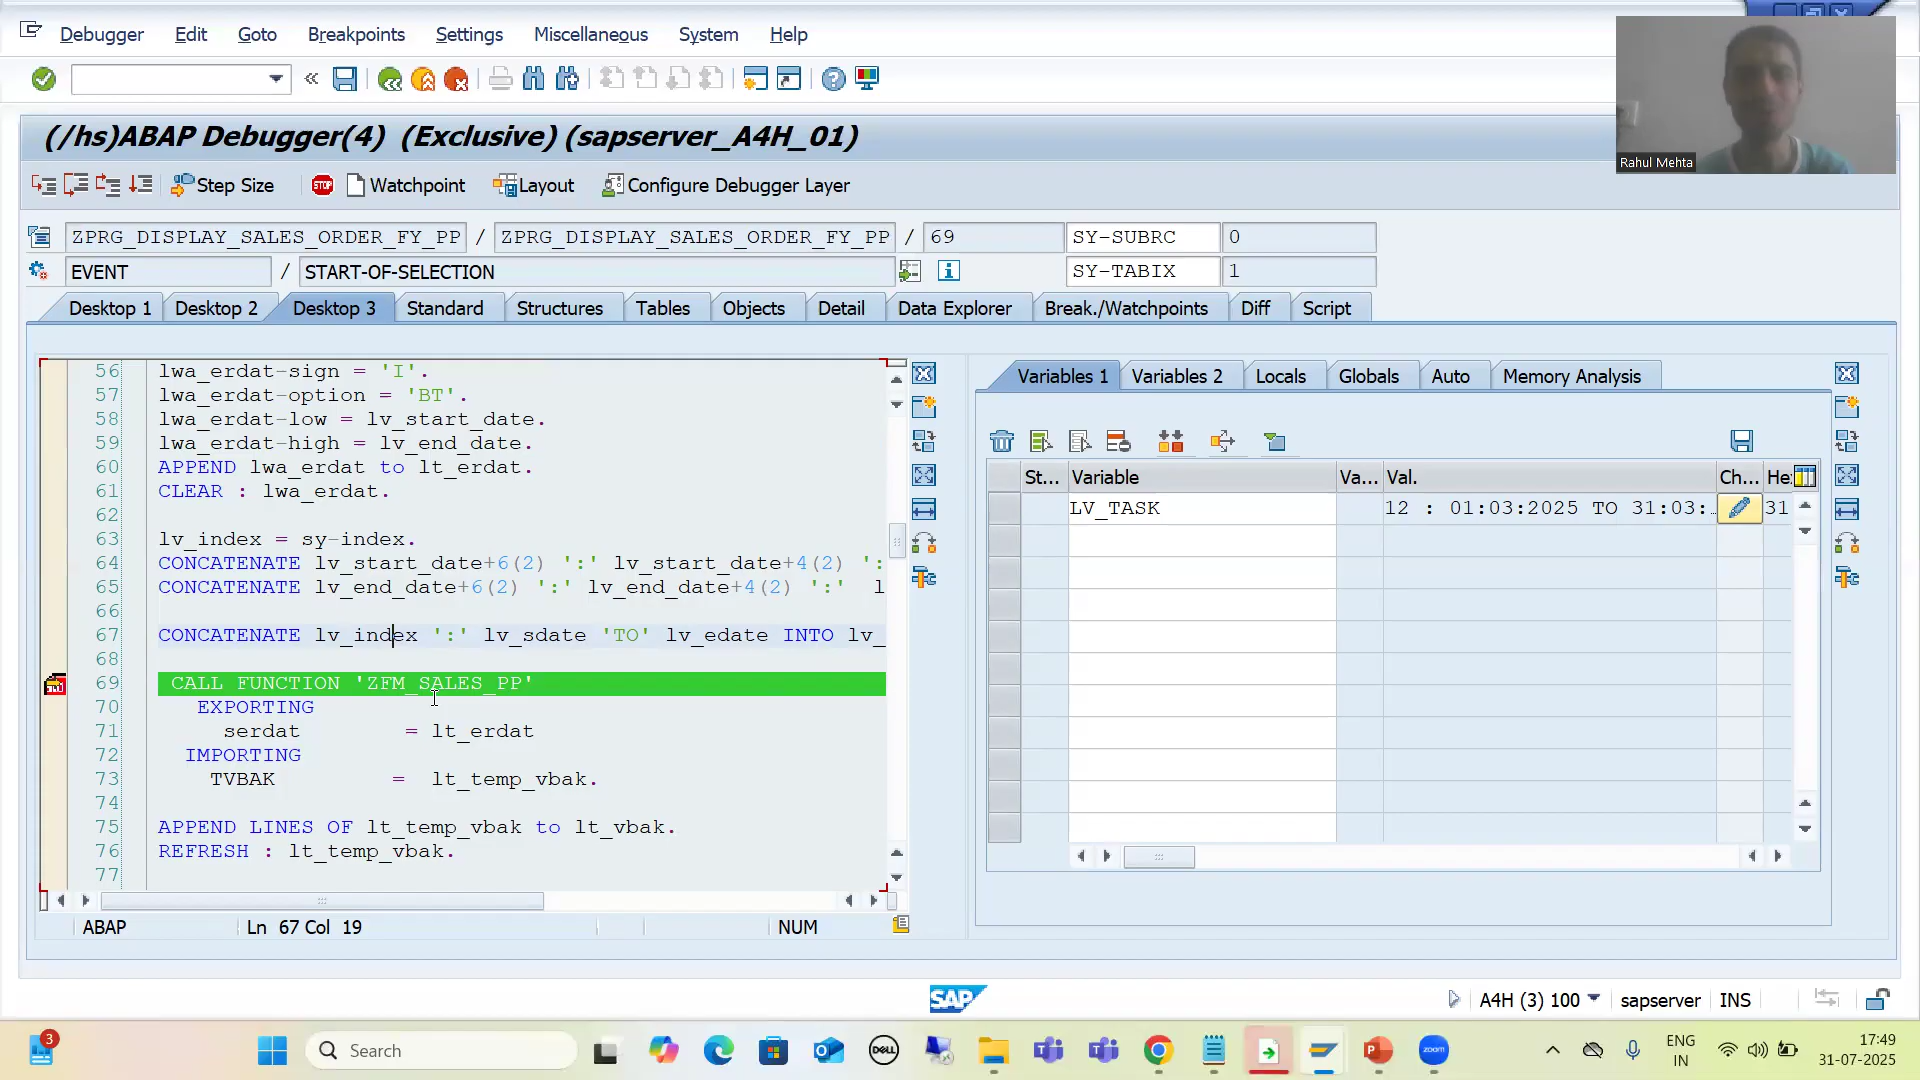 Debugger Edit Goto Breakpoints Settings Miscellaneous System Help
Rahul Mehta
(/hs)ABAP Debugger(4) (Exclusive) (sapserver_A4H_01)
Step Size STOP Watchpoint Layout Configure Debugger Layer
ZPRG_DISPLAY_SALES_ORDER_FY_PP / ZPRG_DISPLAY_SALES_ORDER_FY_PP / 69 SY-SUBRC 0
EVENT / START-OF-SELECTION SY-TABIX 1
Desktop 1 Desktop 2 Desktop 3 Standard Structures Tables Objects Detail Data Explorer Break./Watchpoints Diff Script
56 lwa_erdat-sign = 'I'.
57 lwa_erdat-option = 'BT'.
58 lwa_erdat-low = lv_start_date.
59 lwa_erdat-high = lv_end_date.
60 APPEND lwa_erdat to lt_erdat.
61 CLEAR : lwa_erdat.
62
63 lv_index = sy-index.
64 CONCATENATE lv_start_date+6(2) ':' lv_start_date+4(2) ':
65 CONCATENATE lv_end_date+6(2) ':' lv_end_date+4(2) ':' l
66
67 CONCATENATE lv_index ':' lv_sdate 'TO' lv_edate INTO lv_
68
69 CALL FUNCTION 'ZFM_SALES_PP'
70 EXPORTING
71 serdat = lt_erdat
72 IMPORTING
73 TVBAK = lt_temp_vbak.
74
75 APPEND LINES OF lt_temp_vbak to lt_vbak.
76 REFRESH : lt_temp_vbak.
77
ABAP Ln 67 Col 19 NUM
Variables 1 Variables 2 Locals Globals Auto Memory Analysis
St... Variable Va... Val. Ch... He
LV_TASK 12 : 01:03:2025 TO 31:03:... 31
SAP A4H (3) 100 sapserver INS
3 Search DELL zoom ENG IN 17:49 31-07-2025